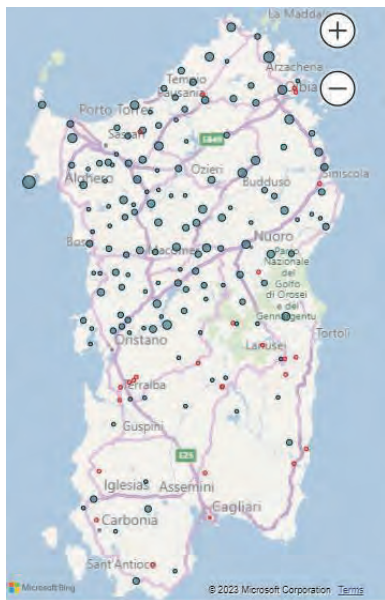 La Maddal
Arzachena
Tempio
Pausania
Olbia
Porto Torres
Sassari
SB40
Ozieri
Siniscola
Alghero
Budduso
Bosa
Nuoro
Macomer
Parco
Nazionale
del
Golfo
di Orosei
e del
Gennargentu
Tortolì
Oristano
Lanusei
Terralba
Guspini
E25
Iglesias
Assemini
Cagliari
Carbonia
Sant'Antioco
Microsoft Bing
© 2023 Microsoft Corporation Terms